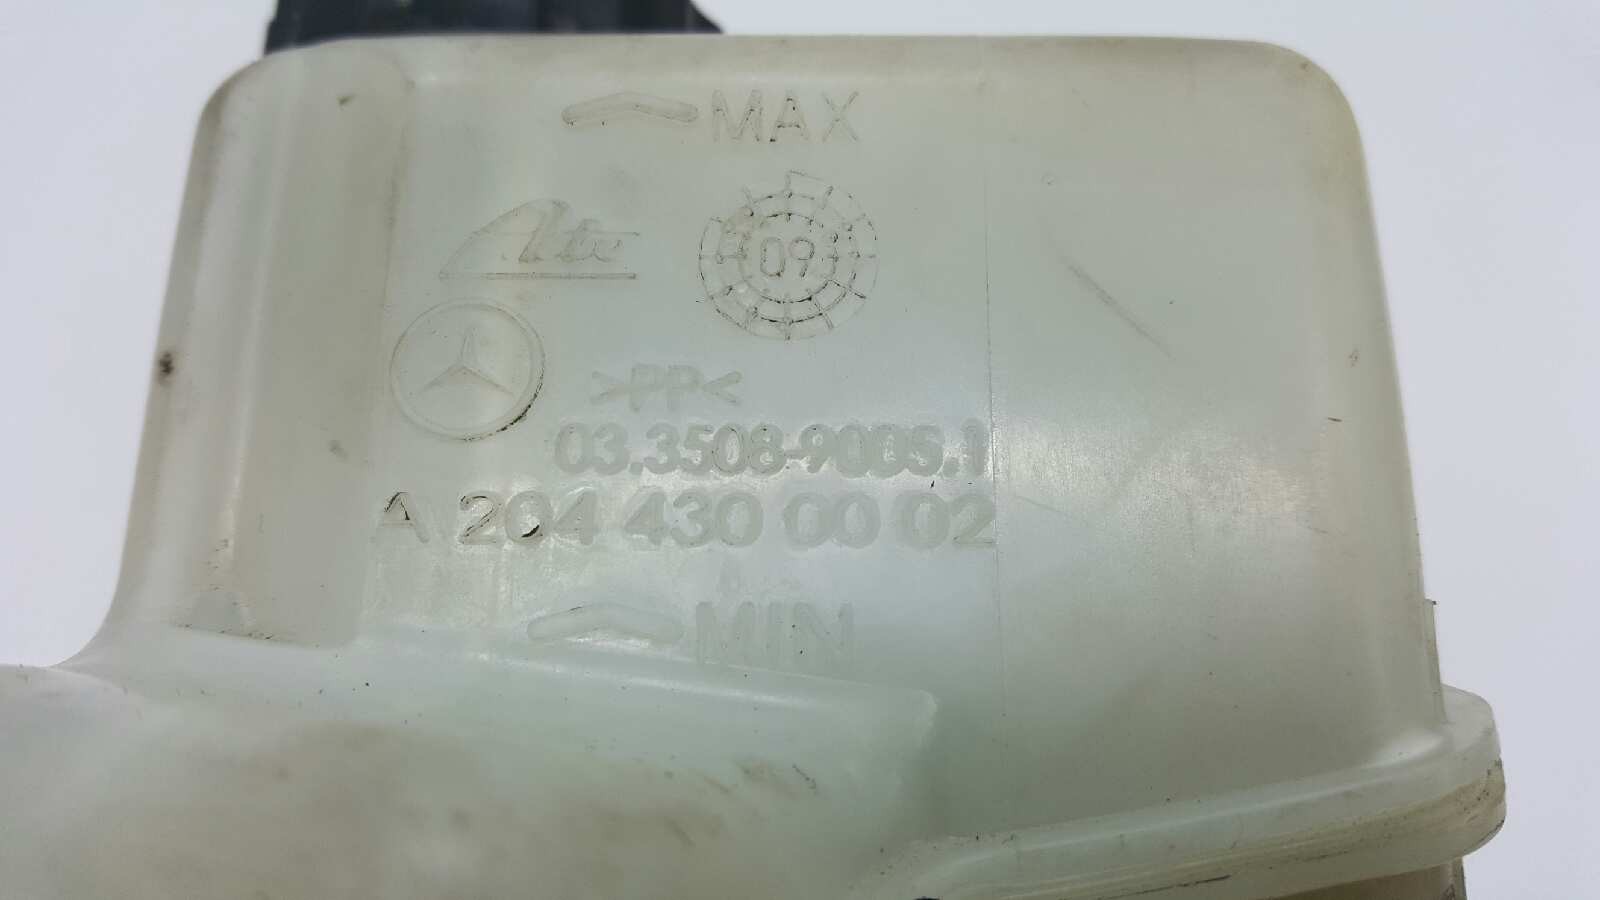 MAX
Ate
09
>PP<
03.3508-9005.1
A 204 430 00 02
MIN